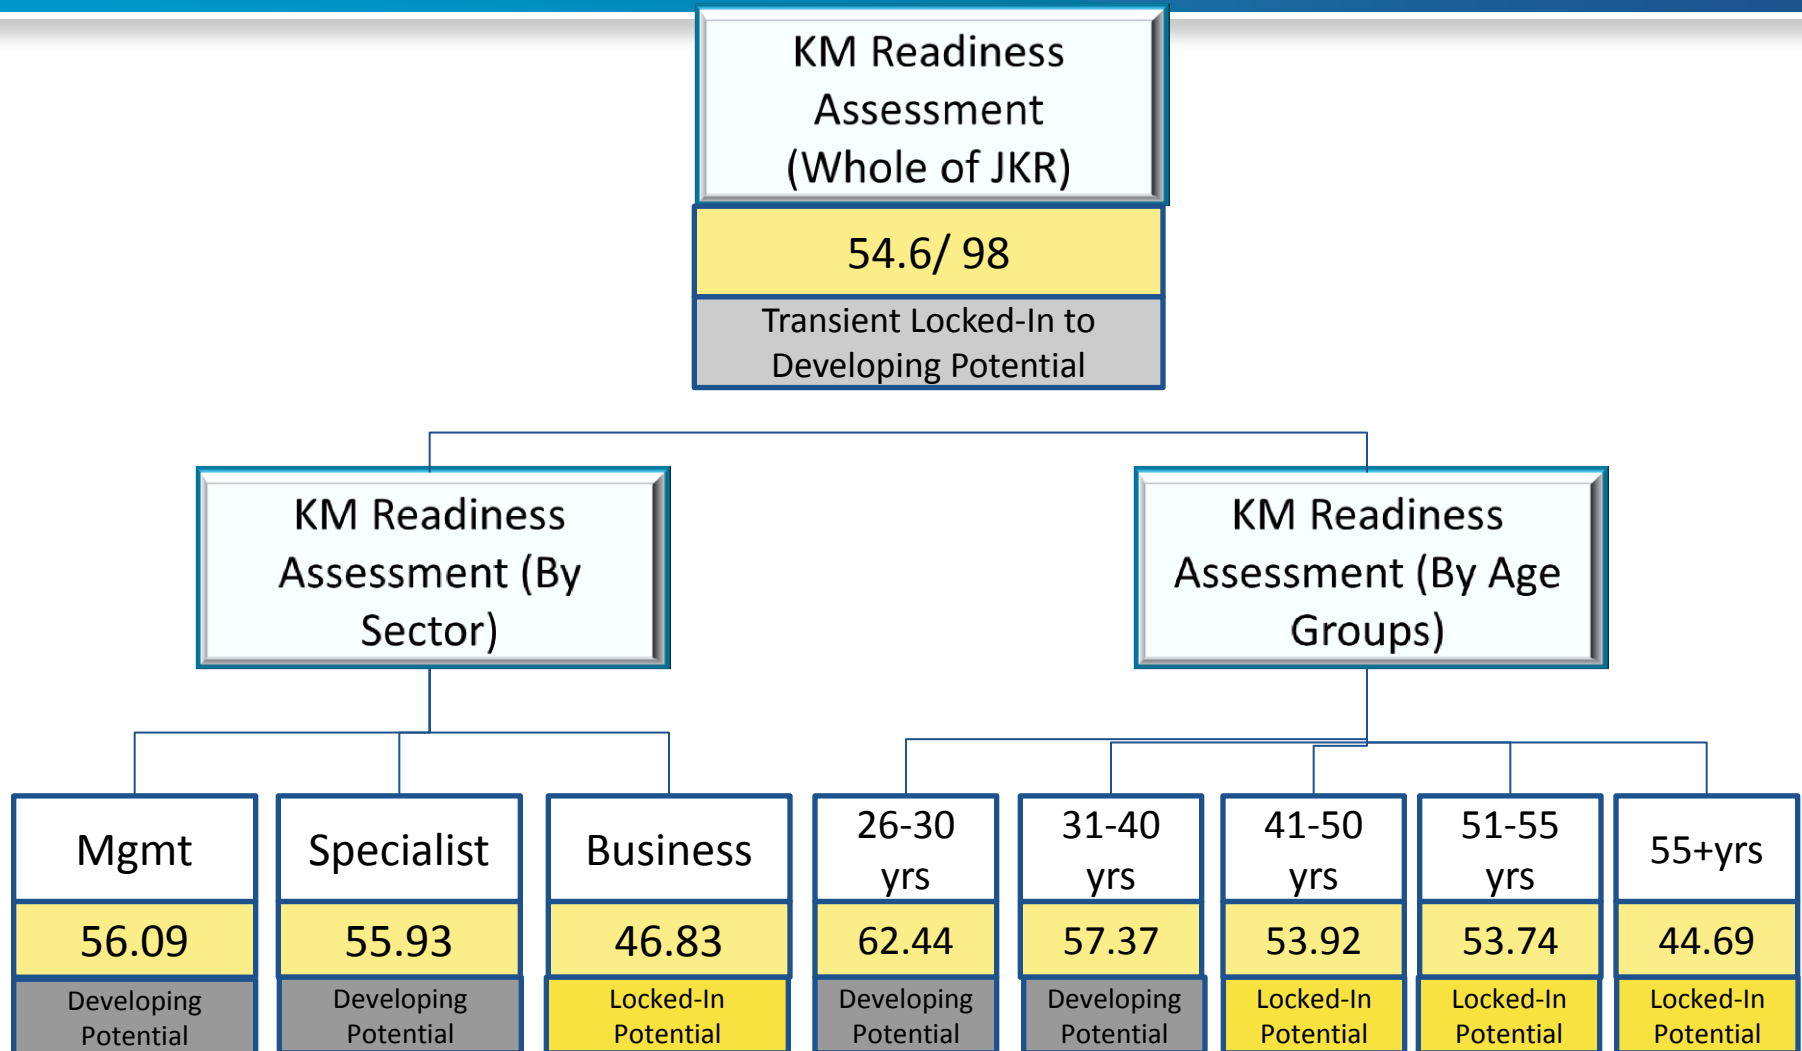 KM Readiness
Assessment
(Whole of JKR)
54.6/ 98
Transient Locked-In to
Developing Potential
KM Readiness
Assessment (By
Sector)
KM Readiness
Assessment (By Age
Groups)
Mgmt
56.09
Developing
Potential
Specialist
55.93
Developing
Potential
Business
46.83
Locked-In
Potential
26-30
yrs
62.44
Developing
Potential
31-40
yrs
57.37
Developing
Potential
41-50
yrs
53.92
Locked-In
Potential
51-55
yrs
53.74
Locked-In
Potential
55+yrs
44.69
Locked-In
Potential